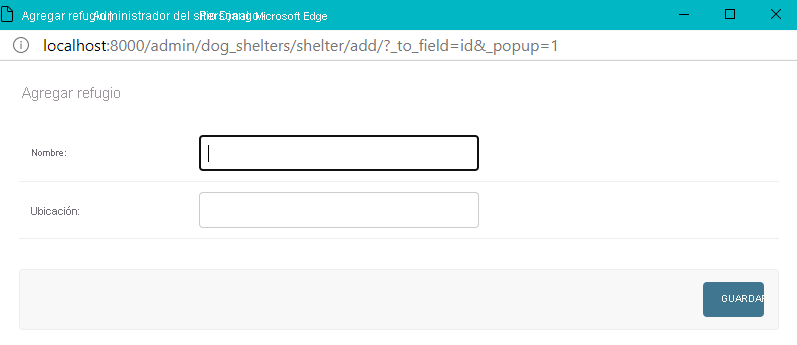 Agregar refugio | Administrador del sitio Django Personal: Microsoft Edge
localhost:8000/admin/dog_shelters/shelter/add/?_to_field=id&_popup=1
Agregar refugio
Nombre:
Ubicación:
GUARDAR